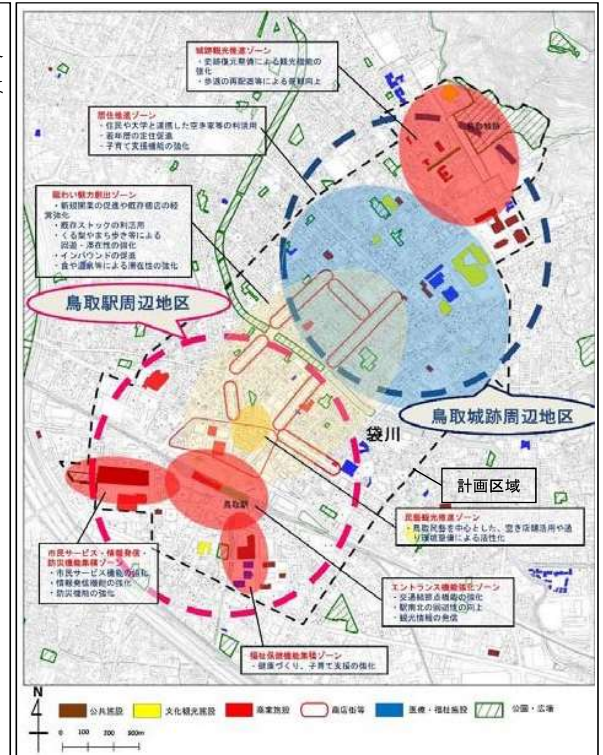 城跡観光推進ゾーン
・史跡復元整備による観光機能の
強化
・歩道の再配置等による
居住推進ゾーン
・住民や大学と連携した空き家等の利活用
・若年層の定住促進
・子育て支援機能の強化
賑わい魅力創出ゾーン
・新規開業の促進や既存個店の経
営強化
・既存ストックの利活用
・くる梨やまち歩き等による
回遊・滞在性の強化
・インバウンドの促進
・食や温泉等による滞在性の強化
鳥取城跡
鳥取駅周辺地区
鳥取城跡周辺地区
袋川
計画区域
鳥取駅
民藝観光推進ゾーン
・鳥取民藝を中心とした、空き店舗活用や通
り環境整備による活性化
市民サービス・情報発信・
防災機能集積ゾーン
・市民サービス機能の強化
・情報発信機能の強化
・防災機能の強化
エントランス機能強化ゾーン
・交通結節点機能の強化
・駅南北の回遊性の向上
・観光情報の発信
福祉保健機能集積ゾーン
・健康づくり、子育て支援の強化
N
0 100 200 300m
公共施設
文化観光施設
商業施設
商店街等
医療・福祉施設
公園・広場